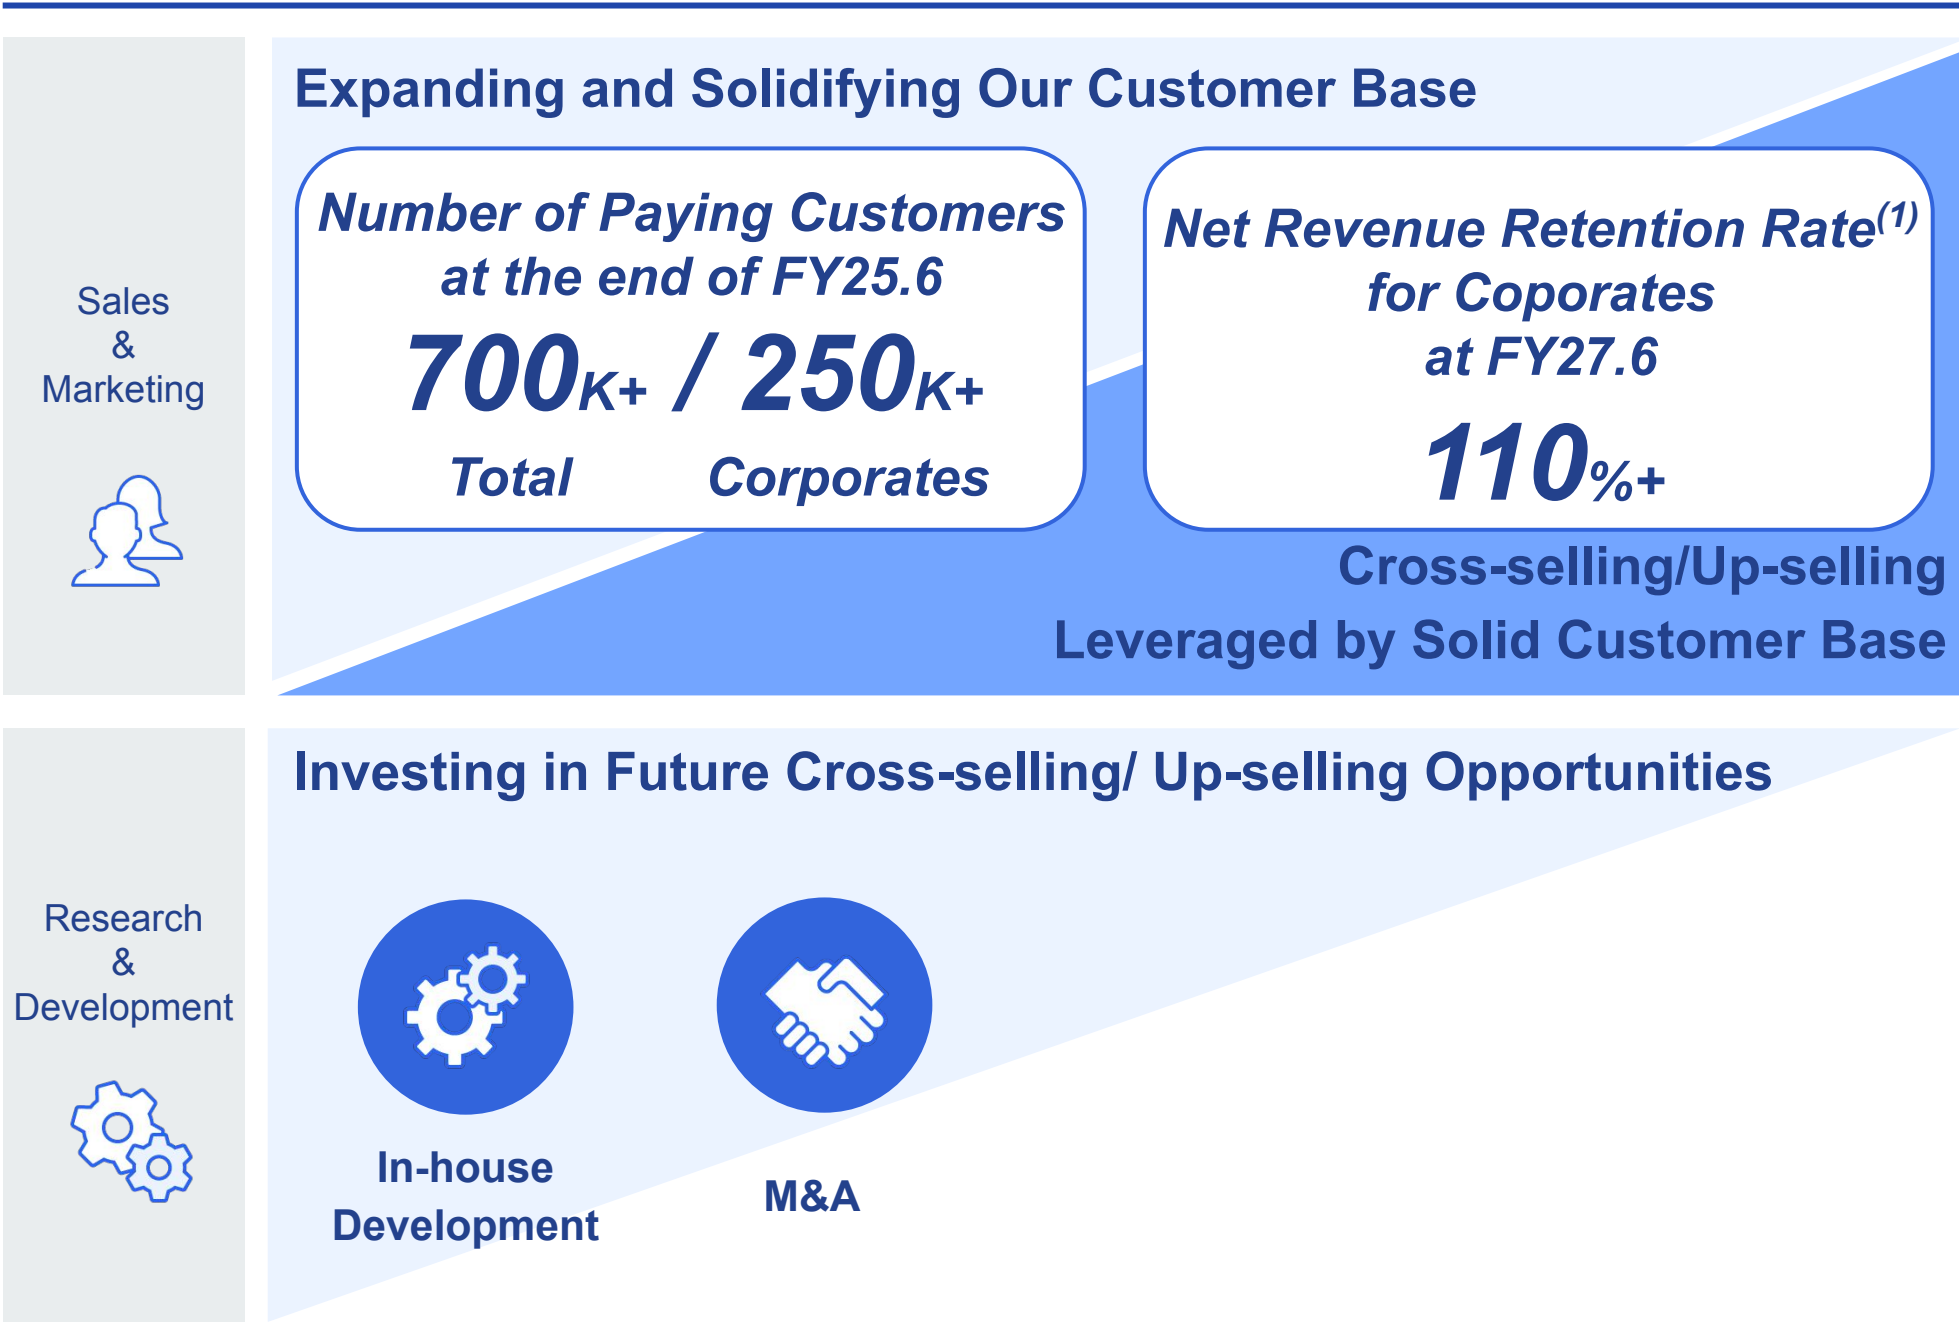 Sales
&
Marketing
Expanding and Solidifying Our Customer Base
Number of Paying Customers
at the end of FY25.6
700K+ / 250K+
Total Corporates
Net Revenue Retention Rate(1)
for Coporates
at FY27.6
110%+
Cross-selling/Up-selling
Leveraged by Solid Customer Base
Research
&
Development
Investing in Future Cross-selling/ Up-selling Opportunities
In-house
Development
M&A